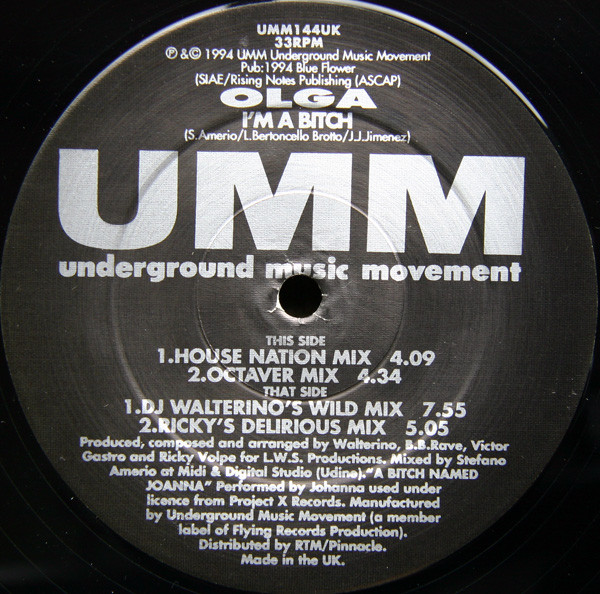 UMM144UK
33RPM
℗ &© 1994 UMM Underground Music Movement
Pub:1994 Blue Flower
(SIAE/Rising Notes Publishing (ASCAP)
OLGA
I'M A BITCH
(S.Amerio/L.Bertoncello Brotto/J.J.Jimenez)
UMM
underground music movement
THIS SIDE
1.HOUSE NATION MIX 4.09
2.OCTAVER MIX 4.34
THAT SIDE
1.DJ WALTERINO'S WILD MIX 7.55
2.RICKY'S DELIRIOUS MIX 5.05
Produced, composed and arranged by Walterino, B.B.Rave, Victor
Gastro and Ricky Volpe for L.W.S. Productions. Mixed by Stefano
Amerio at Midi & Digital Studio (Udine)."A BITCH NAMED
JOANNA" Performed by Johanna used under
licence from Project X Records. Manufactured
by Underground Music Movement (a member
label of Flying Records Production).
Distributed by RTM/Pinnacle.
Made in the UK.